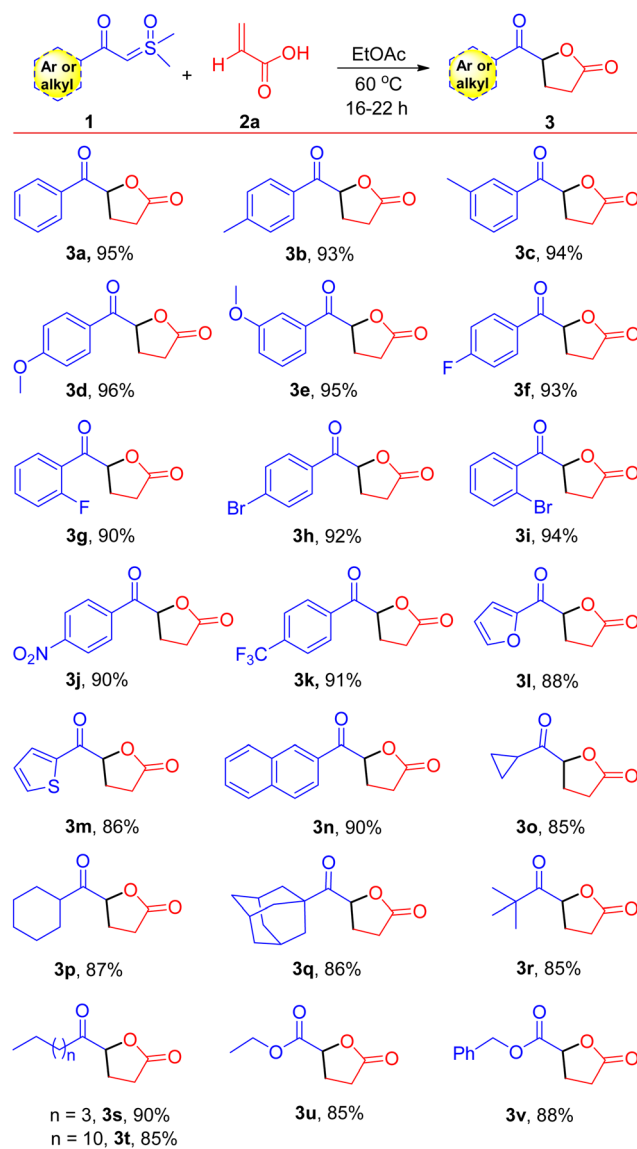 O O
Ar or alkyl S
1
+
OH
O
2a
EtOAc
60 °C
16-22 h
O O
Ar or alkyl O
3
O O O
3a, 95%
O O O
3b, 93%
O O O
3c, 94%
O O O
O
3d, 96%
O O O
O
3e, 95%
O O O
F
3f, 93%
O O O
F
3g, 90%
O O O
Br
3h, 92%
O O O
Br
3i, 94%
O O O
O₂N
3j, 90%
O O O
F₃C
3k, 91%
O O O
O
3l, 88%
O O O
S
3m, 86%
O O O
3n, 90%
O O O
3o, 85%
O O O
3p, 87%
O O O
3q, 86%
O O O
3r, 85%
O O O
( )n
n = 3, 3s, 90%
n = 10, 3t, 85%
O O O
O
3u, 85%
O O O
Ph O
3v, 88%